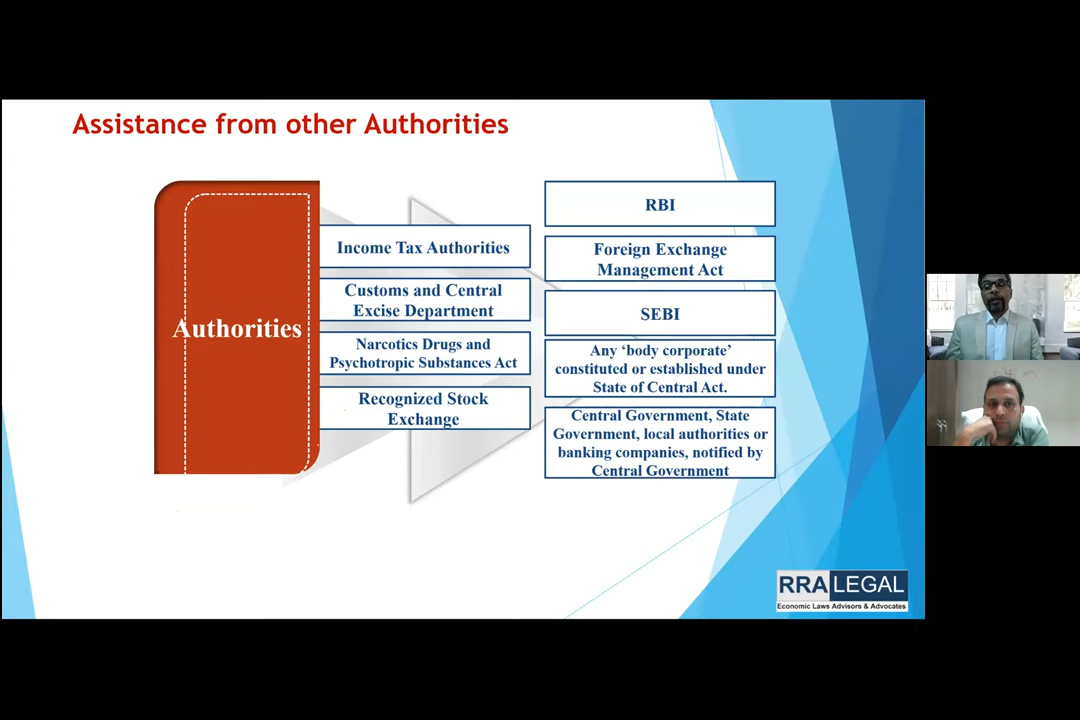 Assistance from other Authorities
Authorities
Income Tax Authorities
Customs and Central
Excise Department
Narcotics Drugs and
Psychotropic Substances Act
Recognized Stock
Exchange
RBI
Foreign Exchange
Management Act
SEBI
Any ‘body corporate’
constituted or established under
State of Central Act.
Central Government, State
Government, local authorities or
banking companies, notified by
Central Government
RRA LEGAL
Economic Laws Advisors & Advocates